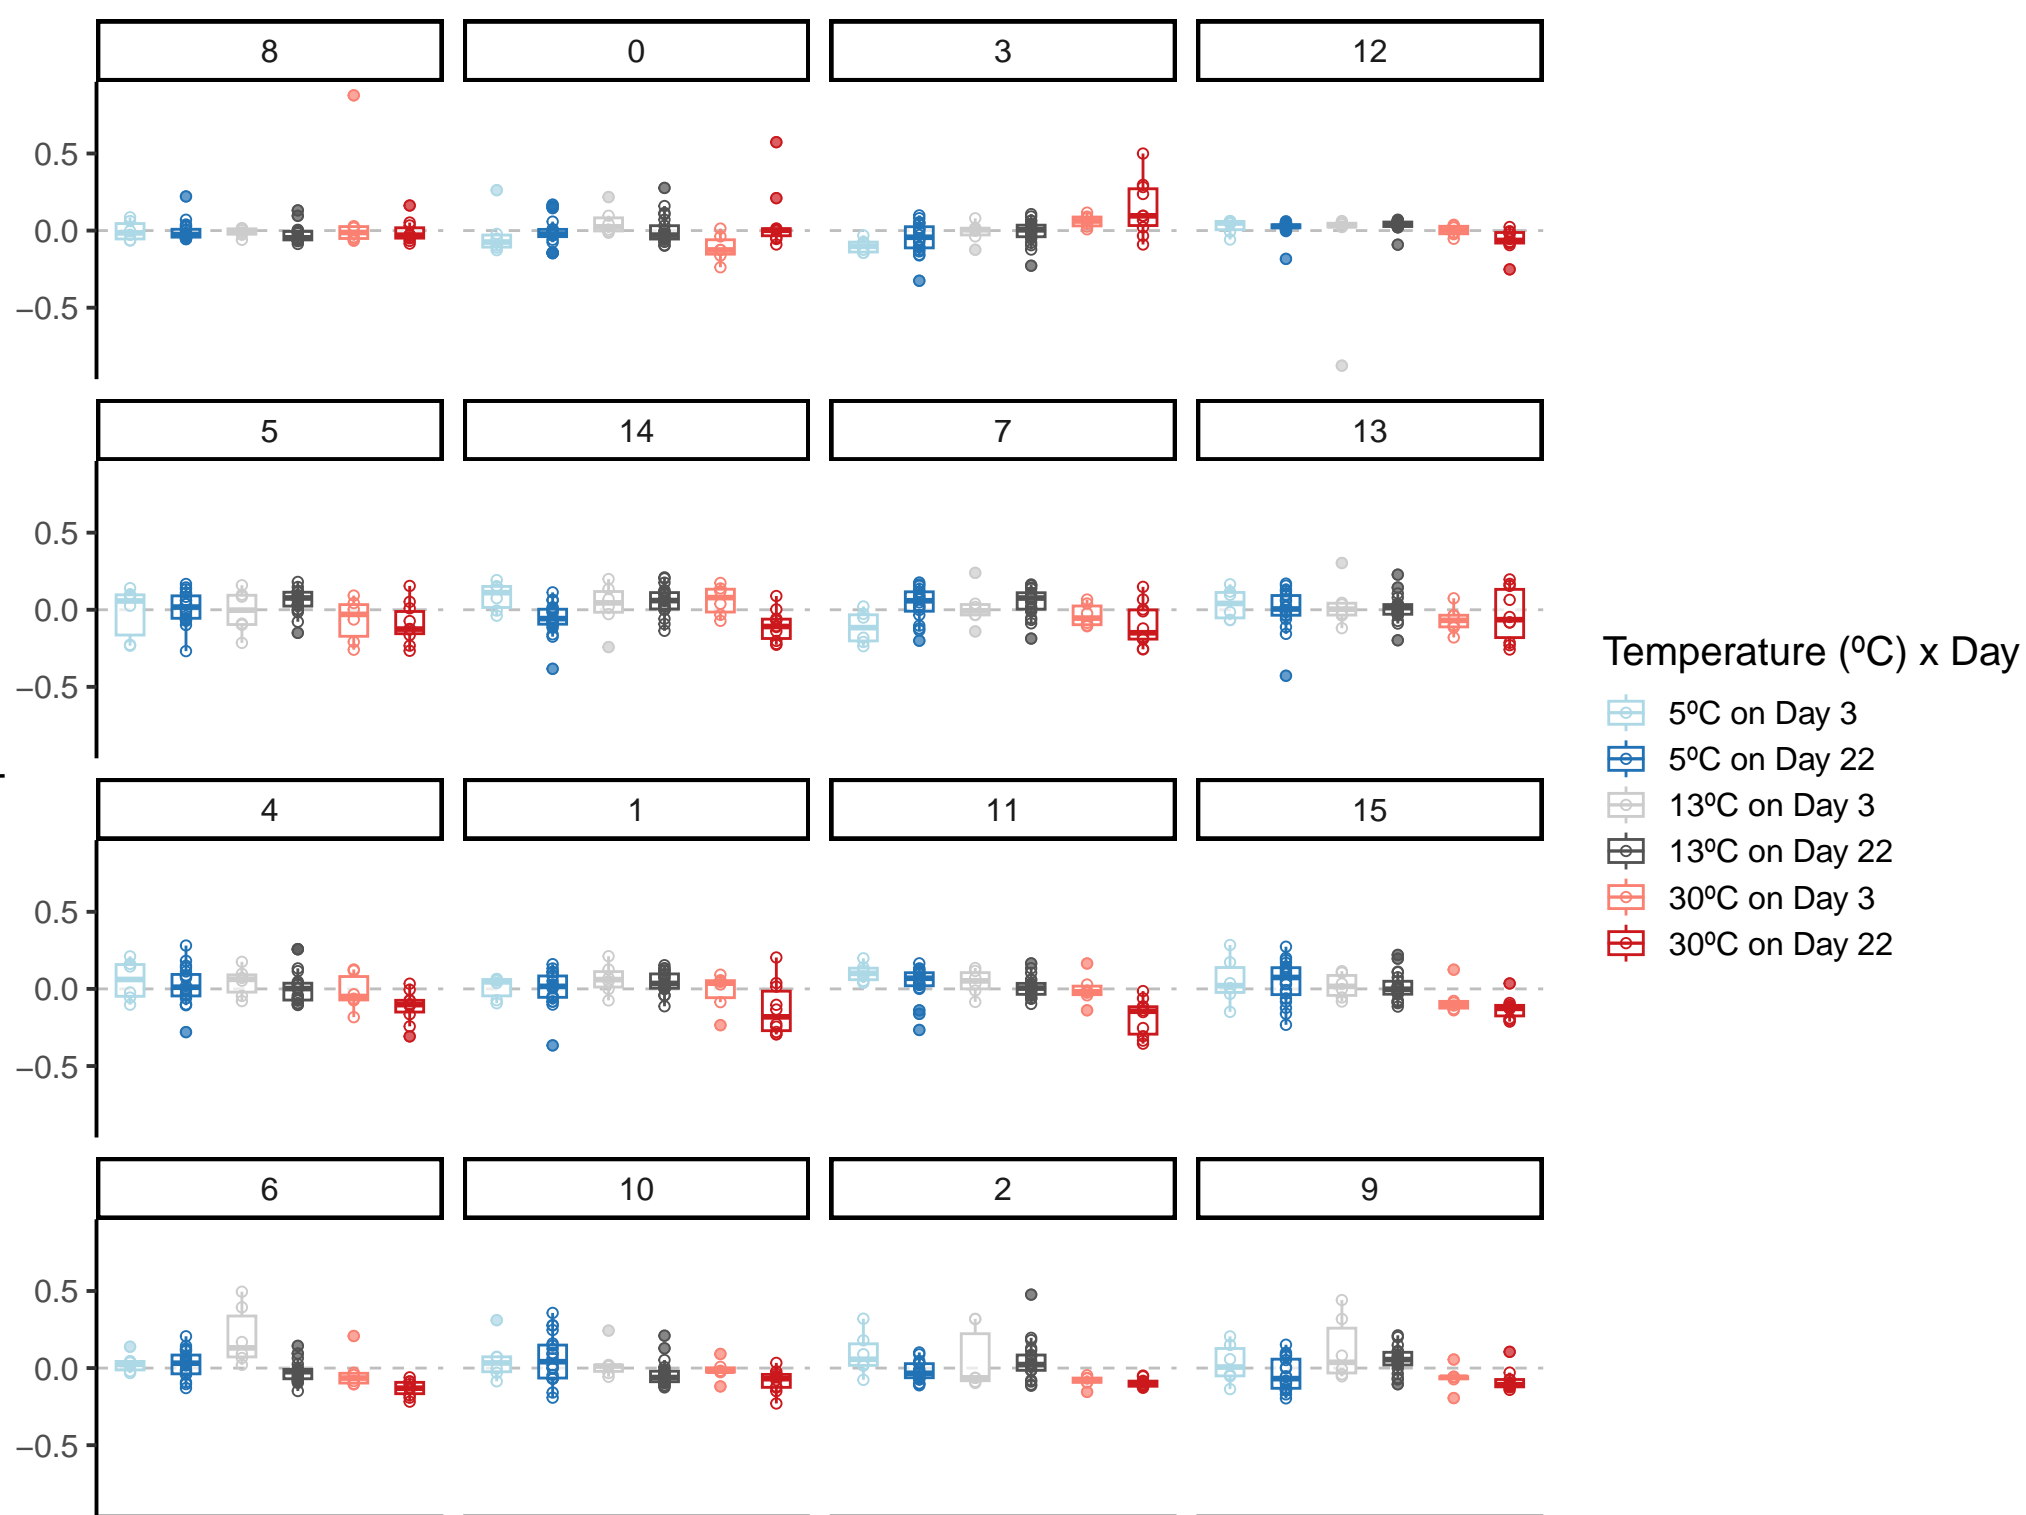 8 0 3 12
0.5
0.0
−0.5
5 14 7 13
0.5
0.0
−0.5
4 1 11 15
0.5
0.0
−0.5
6 10 2 9
0.5
0.0
−0.5
Temperature (ºC) x Day
5ºC on Day 3
5ºC on Day 22
13ºC on Day 3
13ºC on Day 22
30ºC on Day 3
30ºC on Day 22